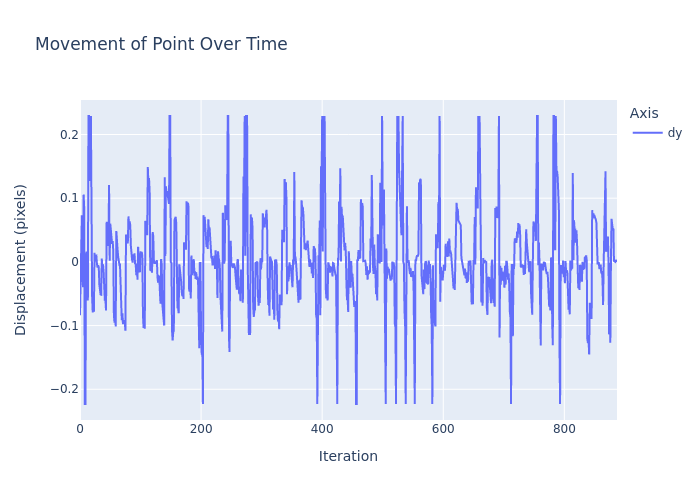 Movement of Point Over Time
Axis
dy
0.2
0.1
0
−0.1
−0.2
Displacement (pixels)
0
200
400
600
800
Iteration